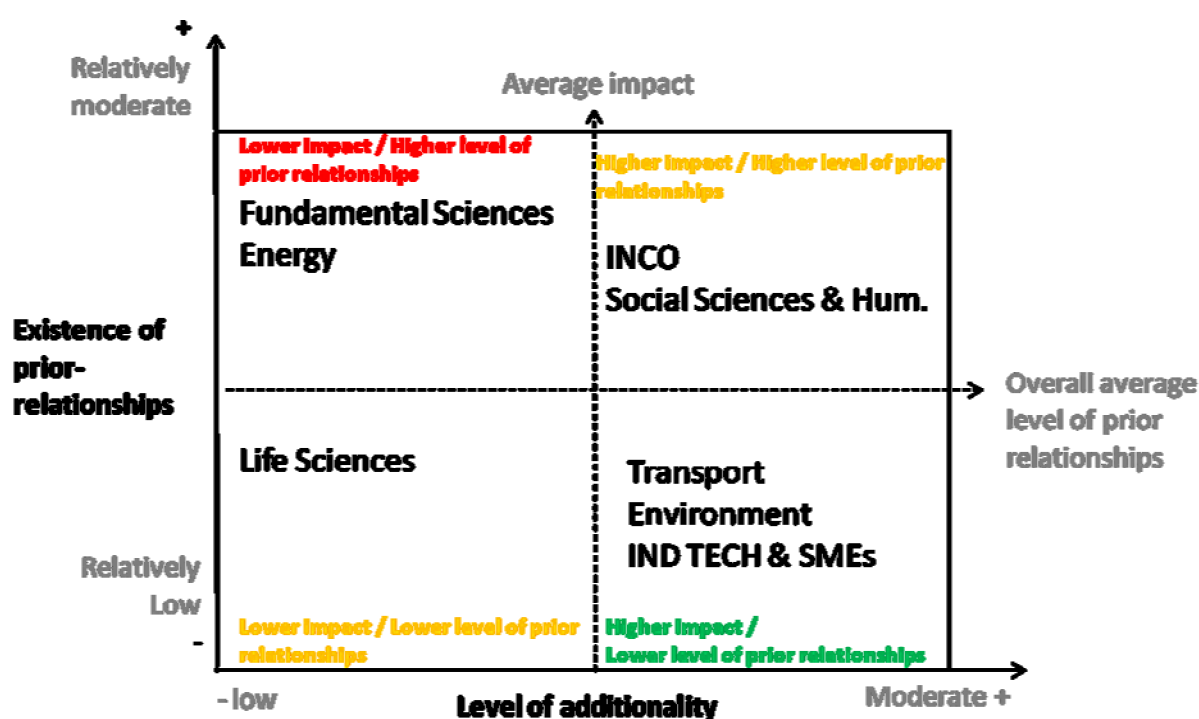 +
Relatively
moderate
Average impact
Lower Impact / Higher level of
prior relationships
Higher Impact / Higher level of prior
relationships
Fundamental Sciences
Energy
INCO
Social Sciences & Hum.
Existence of
prior-
relationships
Overall average
level of prior
relationships
Life Sciences
Transport
Environment
IND TECH & SMEs
Relatively
Low
-
Lower Impact / Lower level of prior
relationships
Higher Impact /
Lower level of prior relationships
- low
Level of additionality
Moderate +